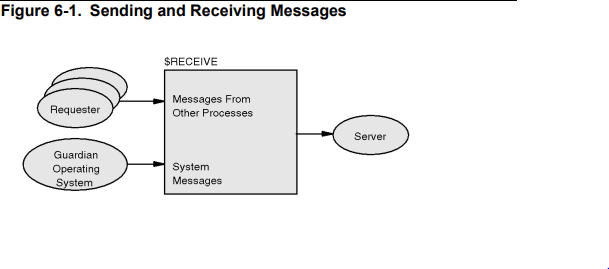 Figure 6-1. Sending and Receiving Messages
$RECEIVE
Requester
Messages From
Other Processes
Server
Guardian
Operating
System
System
Messages